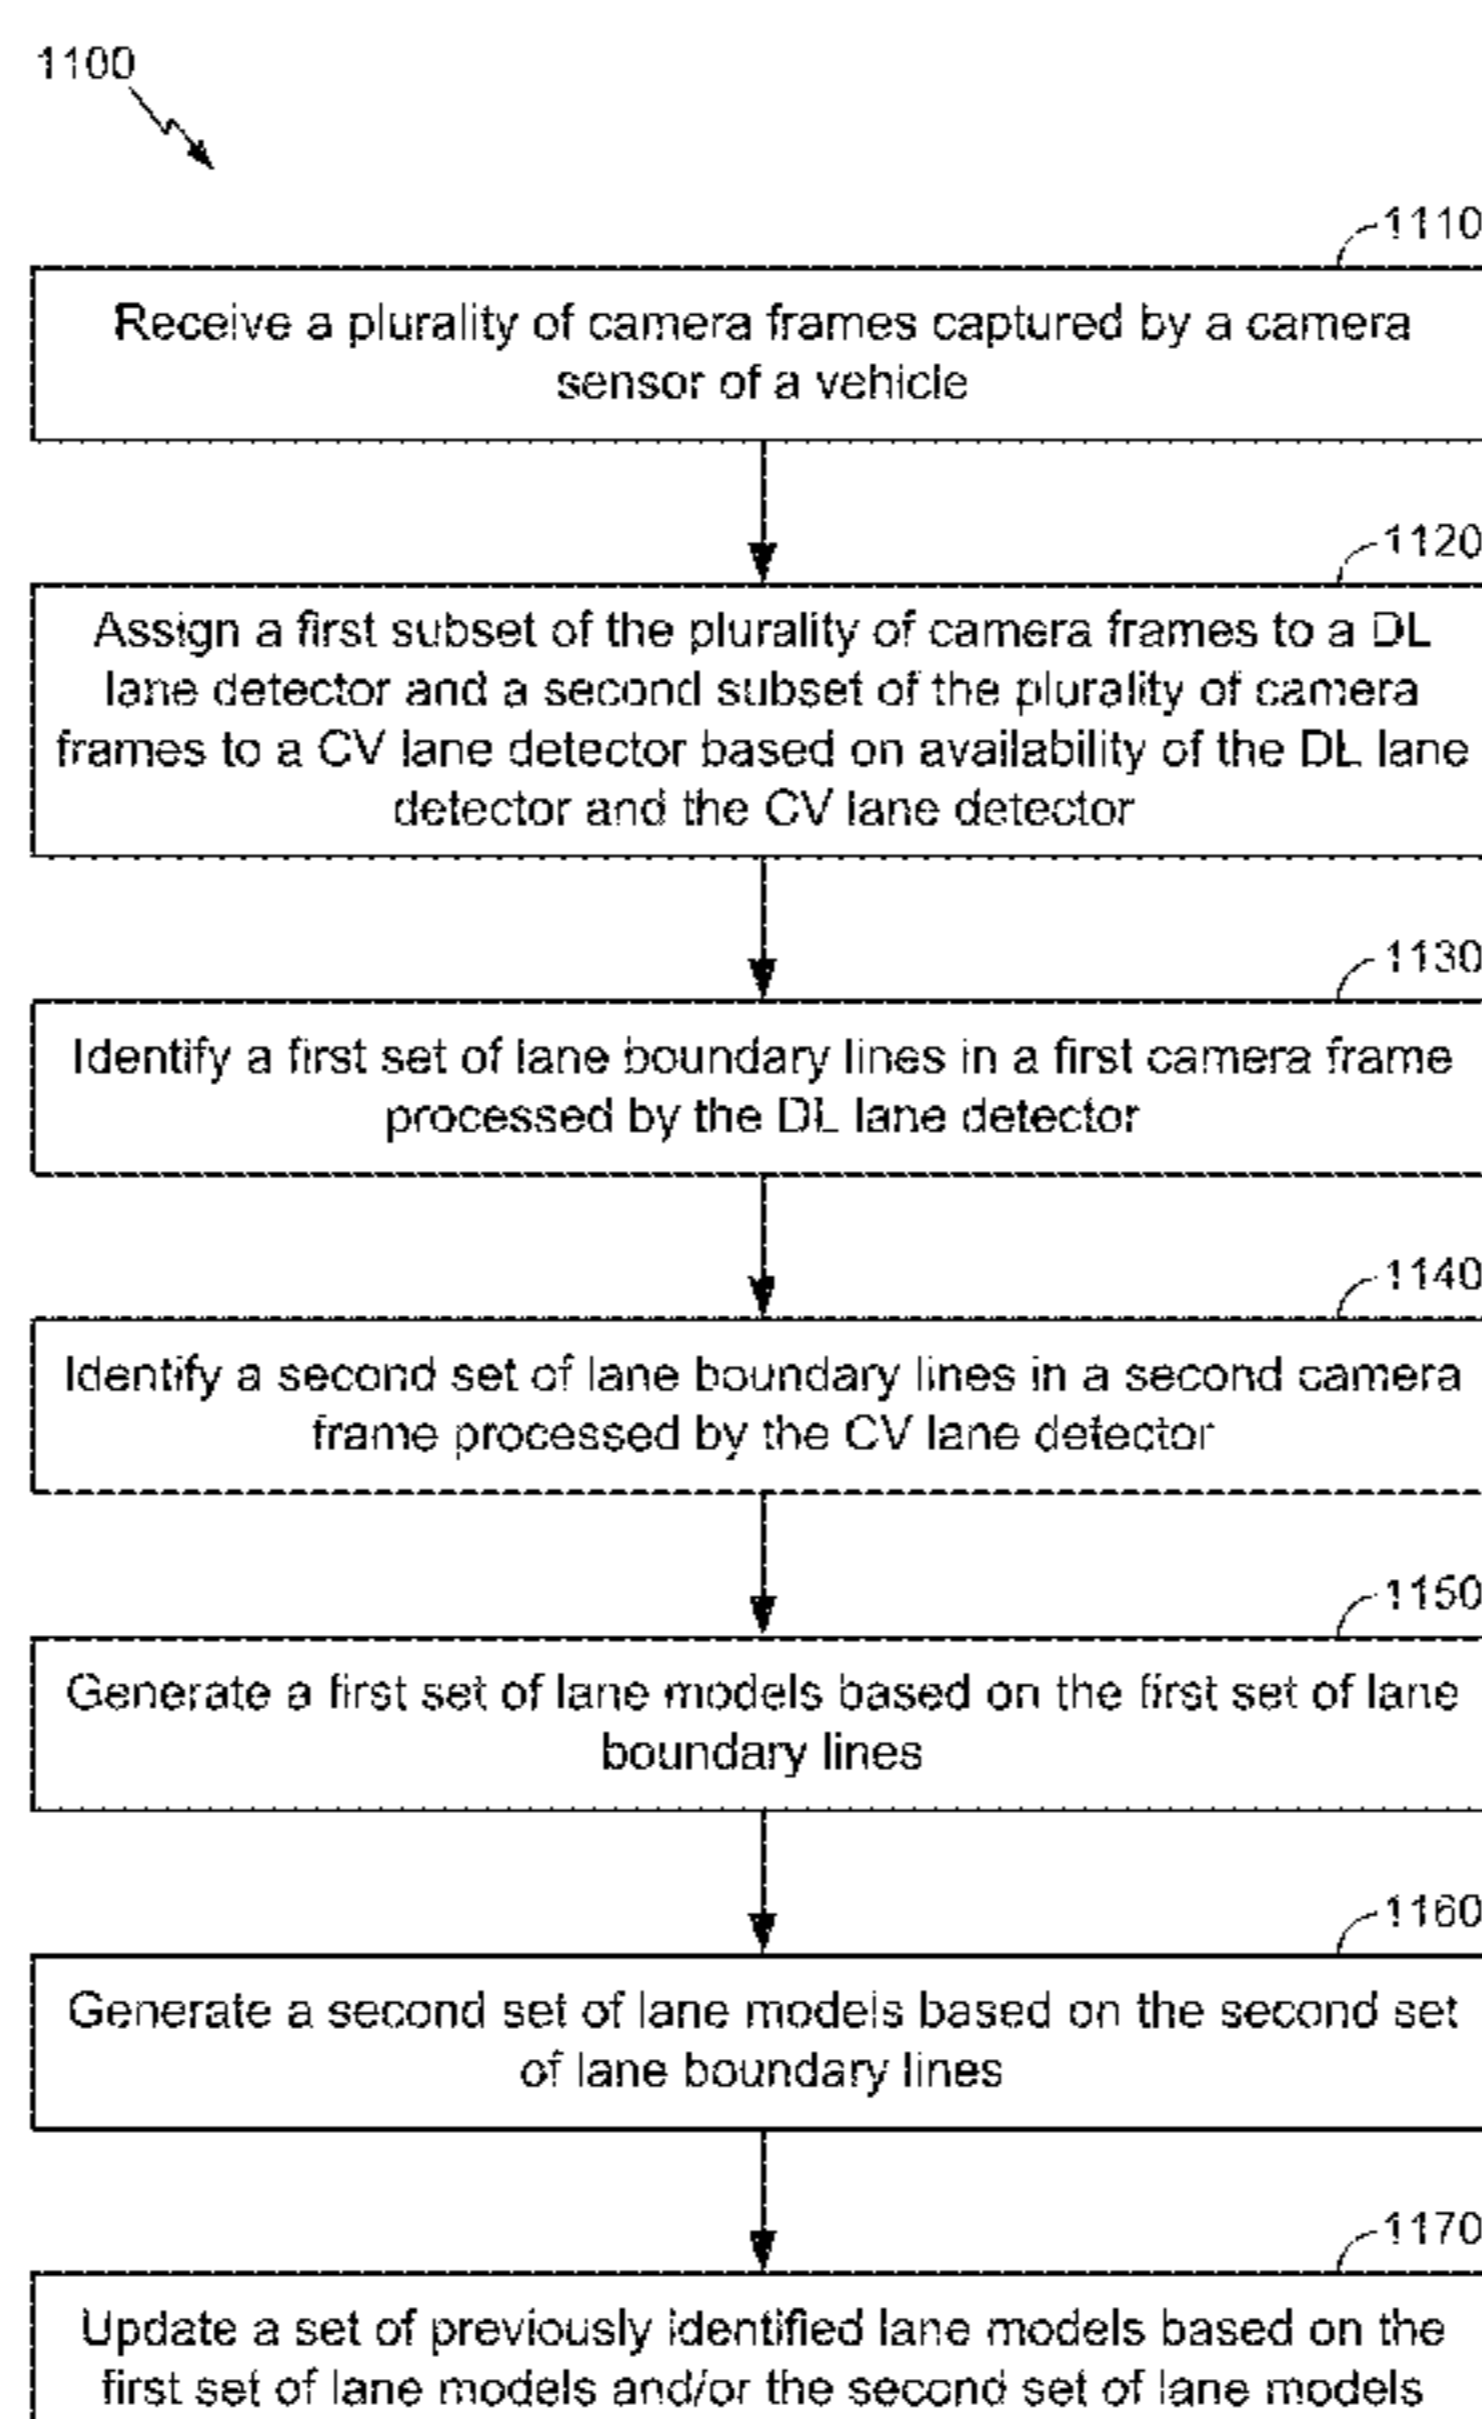 1100
1110
Receive a plurality of camera frames captured by a camera
sensor of a vehicle
1120
Assign a first subset of the plurality of camera frames to a DL
lane detector and a second subset of the plurality of camera
frames to a CV lane detector based on availability of the DL lane
detector and the CV lane detector
1130
Identify a first set of lane boundary lines in a first camera frame
processed by the DL lane detector
1140
Identify a second set of lane boundary lines in a second camera
frame processed by the CV lane detector
1150
Generate a first set of lane models based on the first set of lane
boundary lines
1160
Generate a second set of lane models based on the second set
of lane boundary lines
1170
Update a set of previously identified lane models based on the
first set of lane models and/or the second set of lane models